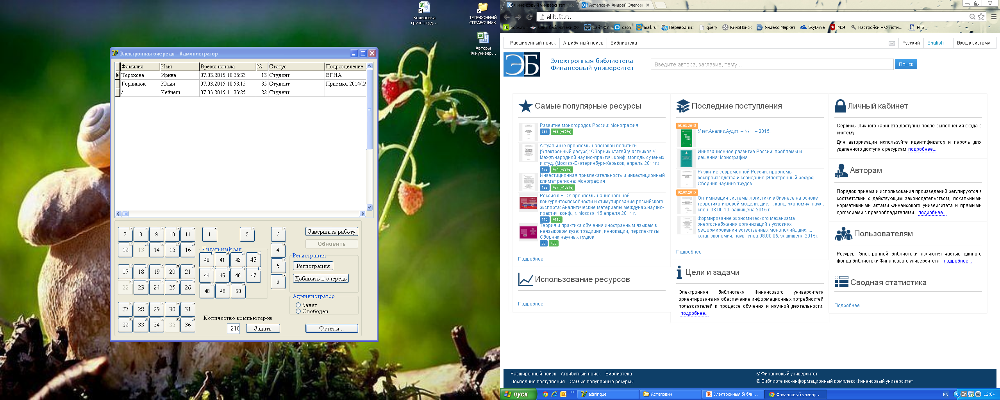 Кодировка
групп студ...
ТЕЛЕФОННЫЙ
СПРАВОЧНИК
Авторы
Финунивер...
Электронная очередь - Администратор
Фамилия Имя Время начала № Статус Подразделение
Терехова Ирина 07.03.2015 10:26:33 13 Студент ВГНА
Горпинюк Юлия 07.03.2015 10:53:15 35 Студент Приемка 2014(М
/ Чейнеш 07.03.2015 11:23:25 22 Студент
7 8 9 10 11 1 2 3
12 13 14 15 16 4
17 18 19 20 21 5
22 23 24 25 26 6
27 28 29 30 31
32 33 34 35 36
Читальный зал
40 41 42 43
44 45 46 47
48 49 50
Завершить работу
Обновить
Регистрация
Регистрация
Добавить в очередь
Администратор
Занят
Свободен
Количество компьютеров
-210 Задать Отчёты...
Финансовый университет
Астапович Андрей Олегов
elib.fa.ru
book.ru Сайт библиотеки ФУ Сайт ФУ ozon mail.ru Переводчик query КиноПоиск Яндекс.Маркет SkyDrive M24 Настройки – Очисти... РГБ
Расширенный поиск Атрибутный поиск Библиотека Русский English Вход в систему
ЭБ
Электронная библиотека
Финансовый университет
Введите автора, заглавие, тему... Поиск
Самые популярные ресурсы
Развитие моногородов России: Монография
267 +69 (+35%)
Актуальные проблемы налоговой политики
[Электронный ресурс]: Сборник статей участников VI
Международной научно-практич. конф. молодых ученых
и студ. (Москва-Екатеринбург-Харьков, апрель 2014г.)
172 +74 (+76%)
Инвестиционная привлекательность и инвестиционный
климат региона: Монография
132 +67 (+103%)
Россия в ВТО: проблемы национальной
конкурентоспособности и стимулирования российского
экспорта: Аналитические материалы междунар.научно-
практич. конф., г. Москва, 15 апреля 2014 г.
115 +115
Теория и практика обучения иностранным языкам в
неязыковом вузе: традиции, инновации, перспективы:
Сборник научных трудов
89 +89
Подробнее
Использование ресурсов
Подробнее
Последние поступления
06.03.2015
Учет.Анализ.Аудит. – №1. – 2015.
Инновационное развитие России: проблемы и
решения: Монография
Развитие современной России: проблемы
воспроизводства и созидания [Электронный ресурс]:
Сборник научных трудов
02.03.2015
Оптимизация системы логистики в бизнесе на основе
теоретико-игровой модели: дис. ... канд. экономич. наук ;
спец. 08.00.13; защищена 2015 г.
Формирование экономического механизма
энергоснабжения организаций в условиях
реформирования естественных монополий.: дис. ...
канд. экономич. наук ; спец.08.00.05; защищена 2015г.
Подробнее
Цели и задачи
Электронная библиотека Финансового университета
ориентирована на обеспечение информационных потребностей
пользователей в процессе обучения и научной деятельности.
подробнее...
Личный кабинет
Сервисы Личного кабинета доступны после выполнения входа в
систему
Для авторизации используйте идентификатор и пароль для
удаленного доступа к ресурсам подробнее...
Авторам
Порядок приема и использования произведений регулируются в
соответствии с действующим законодательством, локальными
нормативными актами Финансового университета и прямыми
договорами с правообладателями. подробнее...
Пользователям
Ресурсы Электронной библиотеки являются частью единого
фонда библиотеки Финансового университета. подробнее...
Сводная статистика
Подробнее
Расширенный поиск Атрибутный поиск Библиотека
Последние поступления Самые популярные ресурсы
© Финансовый университет
© Библиотечно-информационный комплекс Финансовый университет
пуск adminque Астапович Электронныя библи... Финансовый универ... EN En 12:04